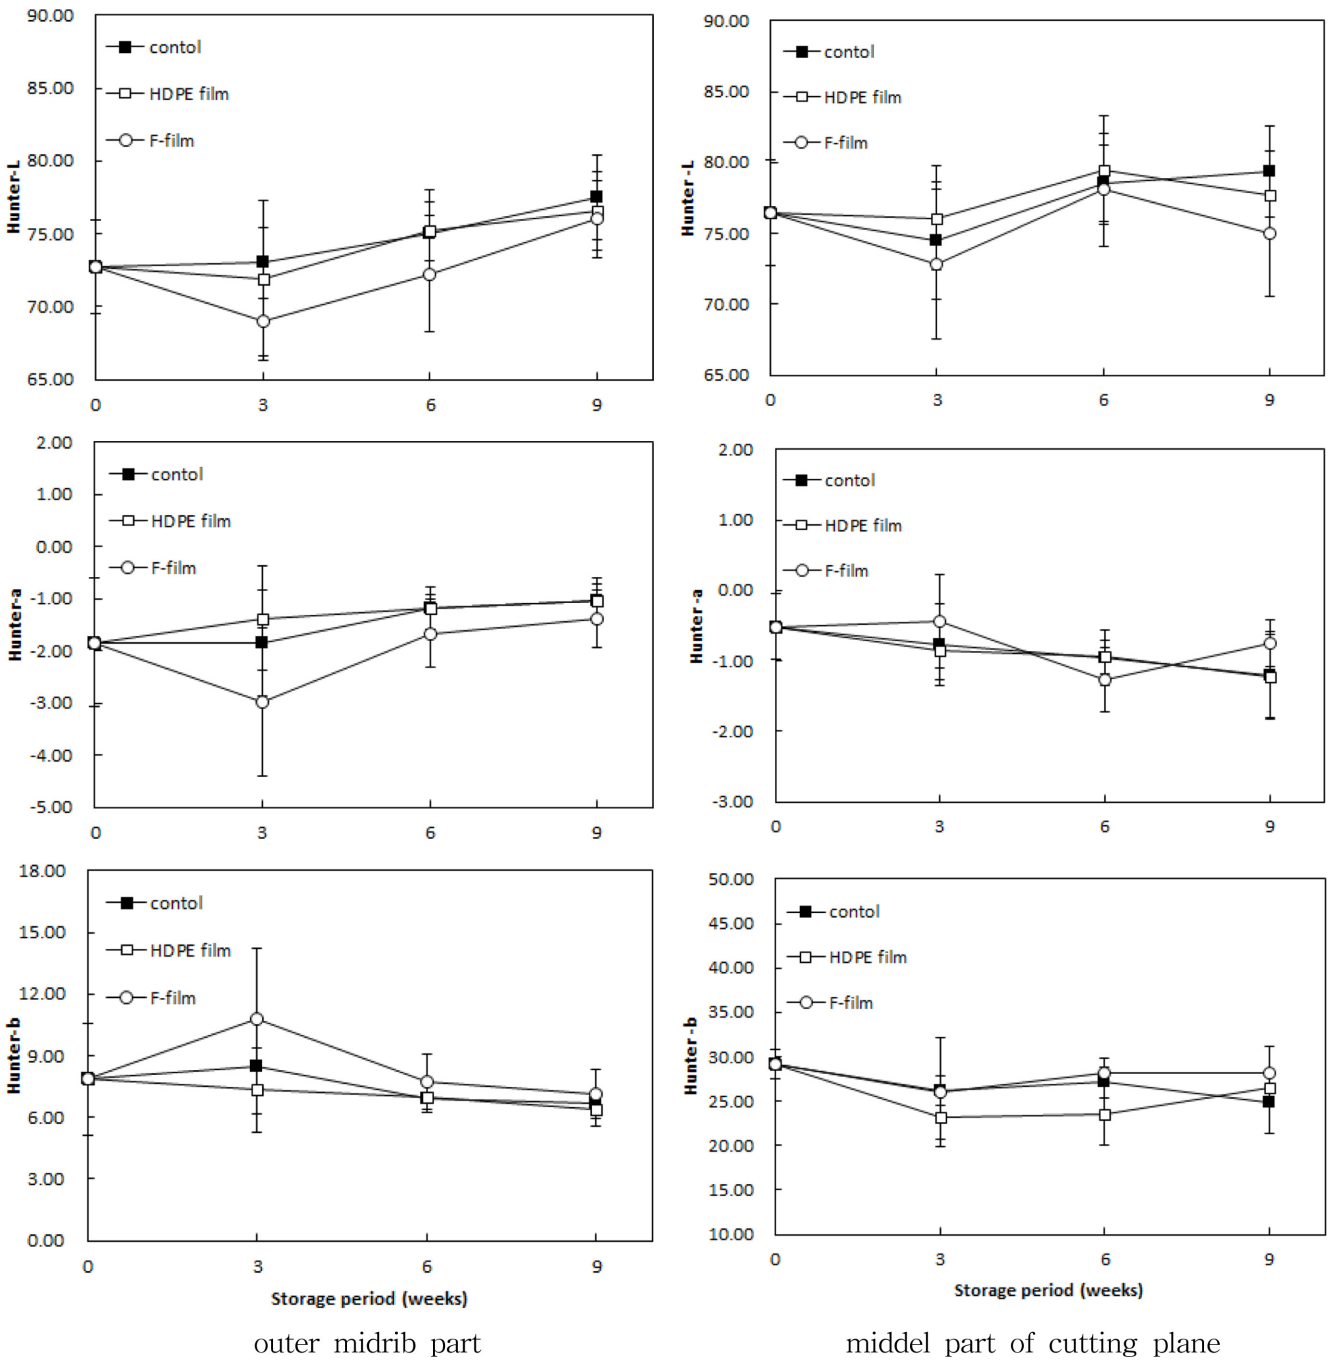 90.00
85.00
80.00
75.00
70.00
65.00
Hunter-L
contol
HDPE film
F-film
0 3 6 9
90.00
85.00
80.00
75.00
70.00
65.00
Hunter -L
contol
HDPE film
F-film
0 3 6 9
2.00
1.00
0.00
-1.00
-2.00
-3.00
-4.00
-5.00
Hunter-a
contol
HDPE film
F-film
0 3 6 9
2.00
1.00
0.00
-1.00
-2.00
-3.00
Hunter -a
contol
HDPE film
F-film
0 3 6 9
18.00
15.00
12.00
9.00
6.00
3.00
0.00
Hunter-b
contol
HDPE film
F-film
0 3 6 9
Storage period (weeks)
outer midrib part
50.00
45.00
40.00
35.00
30.00
25.00
20.00
15.00
10.00
Hunter -b
contol
HDPE film
F-film
0 3 6 9
Storage period (weeks)
middel part of cutting plane